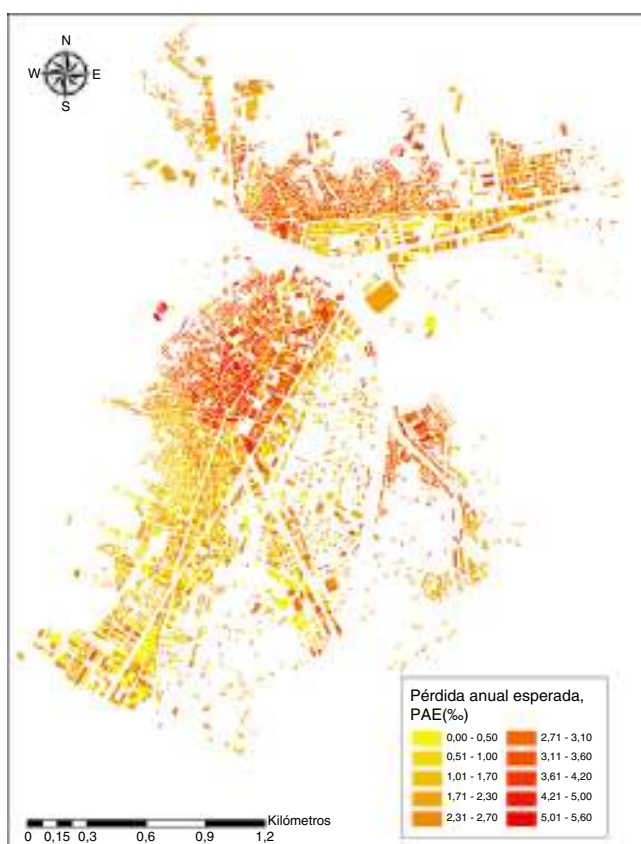 N
W E
S
Pérdida anual esperada,
PAE(‰)
0,00 - 0,50 2,71 - 3,10
0,51 - 1,00 3,11 - 3,60
1,01 - 1,70 3,61 - 4,20
1,71 - 2,30 4,21 - 5,00
2,31 - 2,70 5,01 - 5,60
Kilómetros
0 0,15 0,3 0,6 0,9 1,2